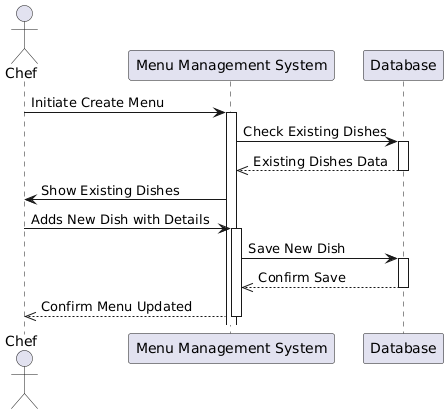 Chef
Menu Management System
Database
Initiate Create Menu
Check Existing Dishes
Existing Dishes Data
Show Existing Dishes
Adds New Dish with Details
Save New Dish
Confirm Save
Confirm Menu Updated
Chef
Menu Management System
Database